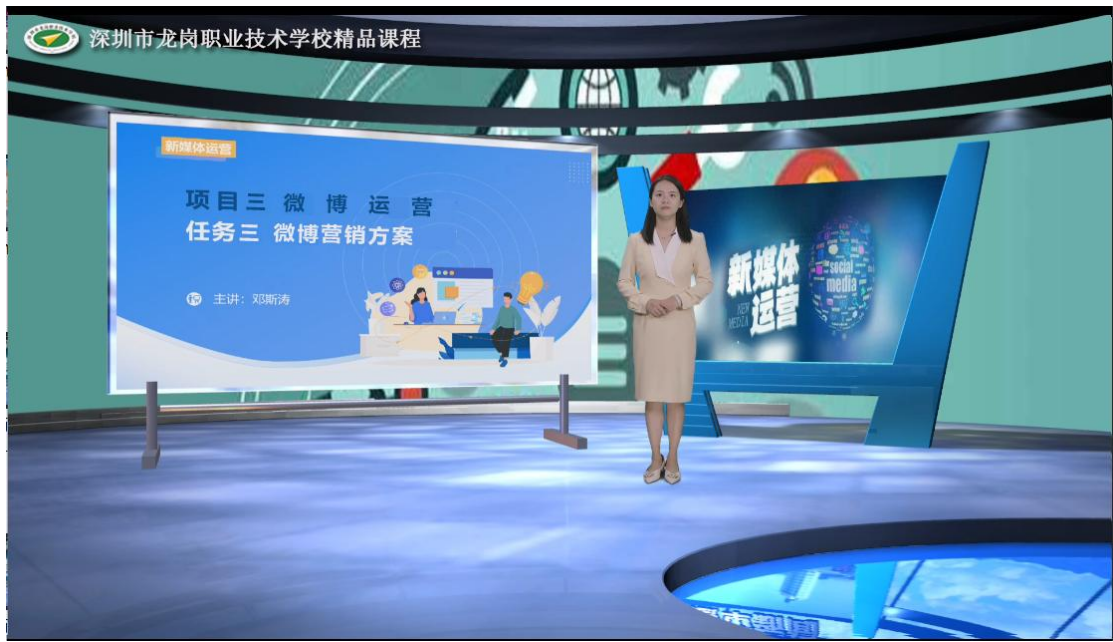 深圳市龙岗职业技术学校精品课程
新媒体运营
项目三 微 博 运 营
任务三 微博营销方案
主讲：邓斯涛
新媒体
运营
NEW
MEDIA
social
media